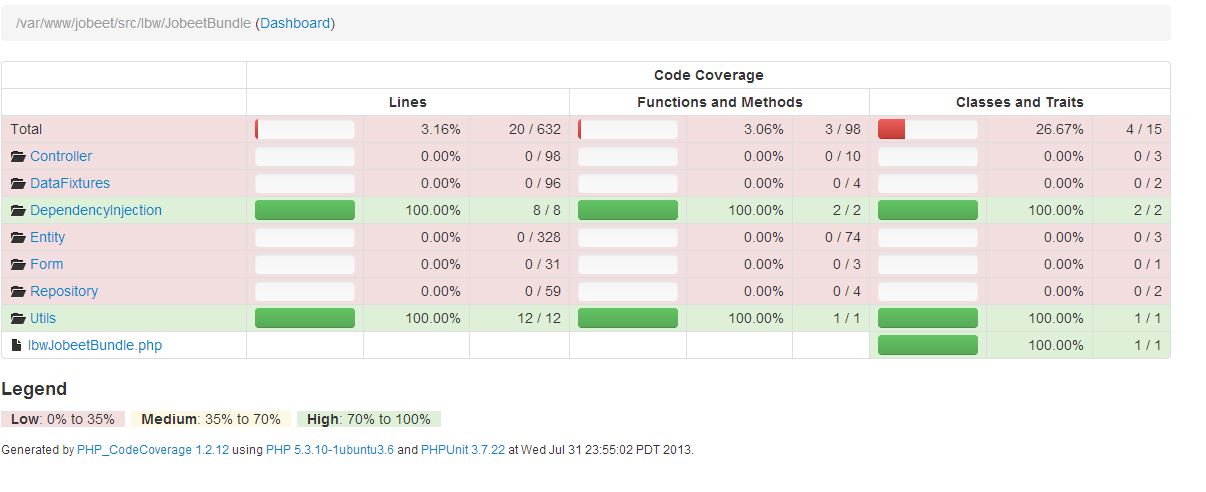 /var/www/jobeet/src/Ibw/JobeetBundle (Dashboard)
Code Coverage
Lines Functions and Methods Classes and Traits
Total 3.16% 20 / 632 3.06% 3 / 98 26.67% 4 / 15
Controller 0.00% 0 / 98 0.00% 0 / 10 0.00% 0 / 3
DataFixtures 0.00% 0 / 96 0.00% 0 / 4 0.00% 0 / 2
DependencyInjection 100.00% 8 / 8 100.00% 2 / 2 100.00% 2 / 2
Entity 0.00% 0 / 328 0.00% 0 / 74 0.00% 0 / 3
Form 0.00% 0 / 31 0.00% 0 / 3 0.00% 0 / 1
Repository 0.00% 0 / 59 0.00% 0 / 4 0.00% 0 / 2
Utils 100.00% 12 / 12 100.00% 1 / 1 100.00% 1 / 1
IbwJobeetBundle.php 100.00% 1 / 1
Legend
Low: 0% to 35% Medium: 35% to 70% High: 70% to 100%
Generated by PHP_CodeCoverage 1.2.12 using PHP 5.3.10-1ubuntu3.6 and PHPUnit 3.7.22 at Wed Jul 31 23:55:02 PDT 2013.